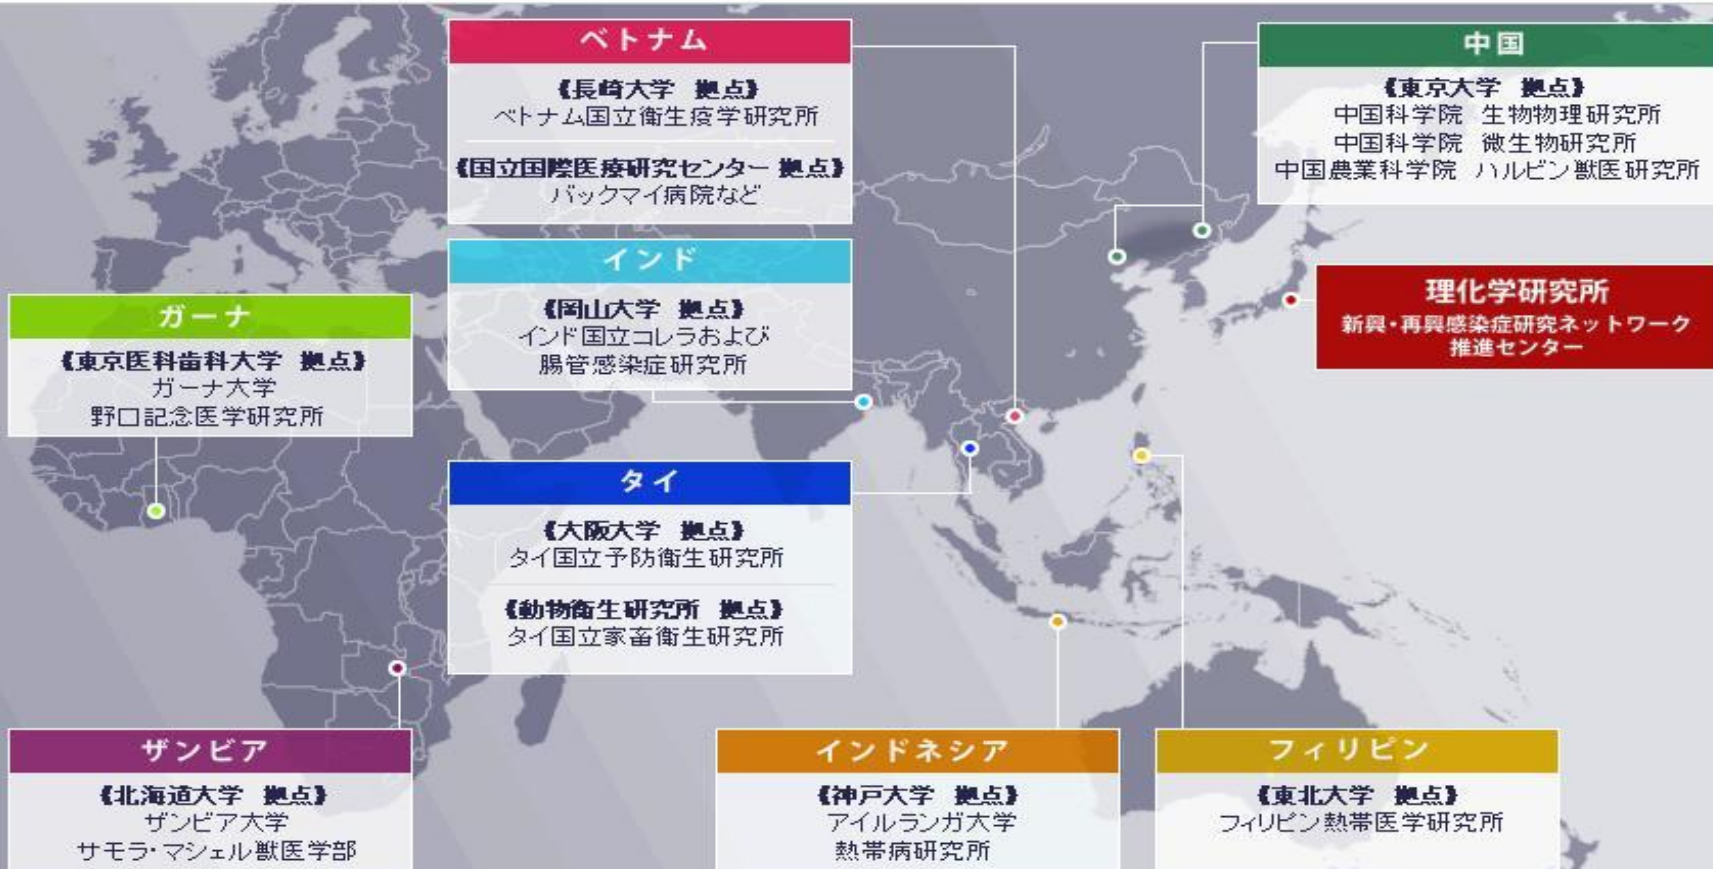 ベトナム
《長崎大学 拠点》
ベトナム国立衛生疫学研究所
《国立国際医療研究センター 拠点》
バックマイ病院など
中国
《東京大学 拠点》
中国科学院 生物物理研究所
中国科学院 微生物研究所
中国農業科学院 ハルビン獣医研究所
インド
《岡山大学 拠点》
インド国立コレラおよび
腸管感染症研究所
理化学研究所
新興・再興感染症研究ネットワーク
推進センター
ガーナ
《東京医科歯科大学 拠点》
ガーナ大学
野口記念医学研究所
タイ
《大阪大学 拠点》
タイ国立予防衛生研究所
《動物衛生研究所 拠点》
タイ国立家畜衛生研究所
ザンビア
《北海道大学 拠点》
ザンビア大学
サモラ・マシェル獣医学部
インドネシア
《神戸大学 拠点》
アイルランガ大学
熱帯病研究所
フィリピン
《東北大学 拠点》
フィリピン熱帯医学研究所